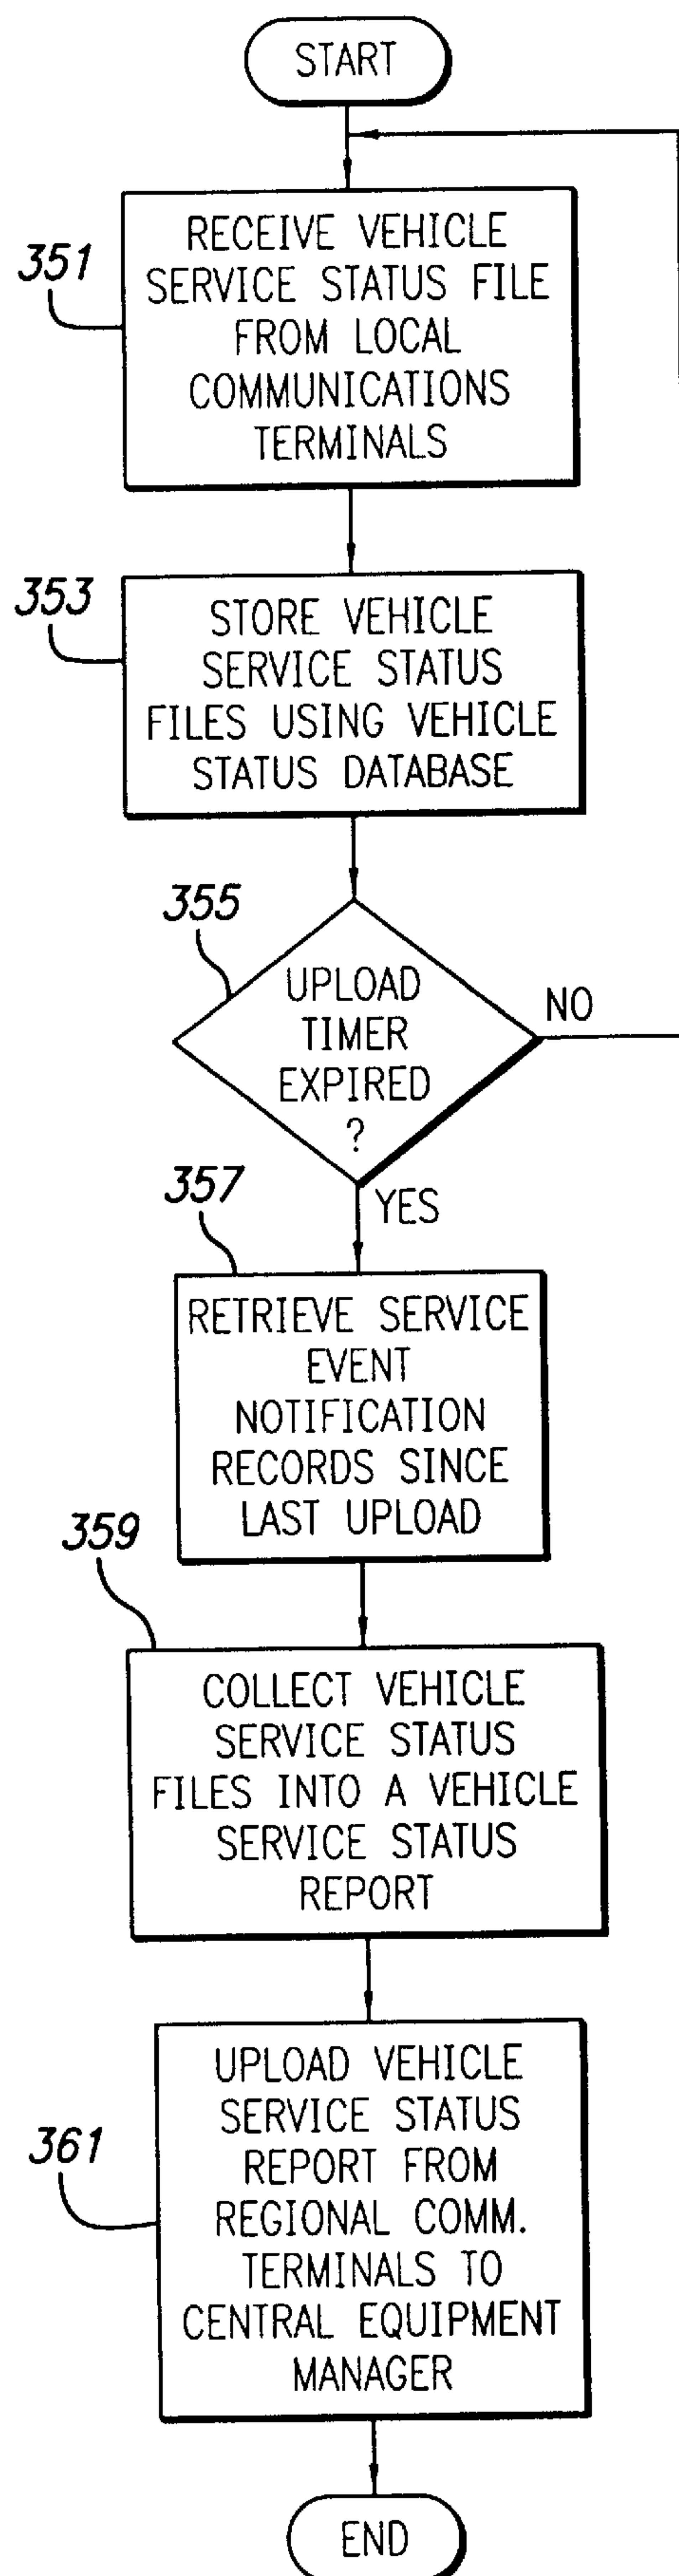 START
351
RECEIVE VEHICLE
SERVICE STATUS FILE
FROM LOCAL
COMMUNICATIONS
TERMINALS
353
STORE VEHICLE
SERVICE STATUS
FILES USING VEHICLE
STATUS DATABASE
355
UPLOAD
TIMER
EXPIRED
?
NO
YES
357
RETRIEVE SERVICE
EVENT
NOTIFICATION
RECORDS SINCE
LAST UPLOAD
359
COLLECT VEHICLE
SERVICE STATUS
FILES INTO A VEHICLE
SERVICE STATUS
REPORT
361
UPLOAD VEHICLE
SERVICE STATUS
REPORT FROM
REGIONAL COMM.
TERMINALS TO
CENTRAL EQUIPMENT
MANAGER
END